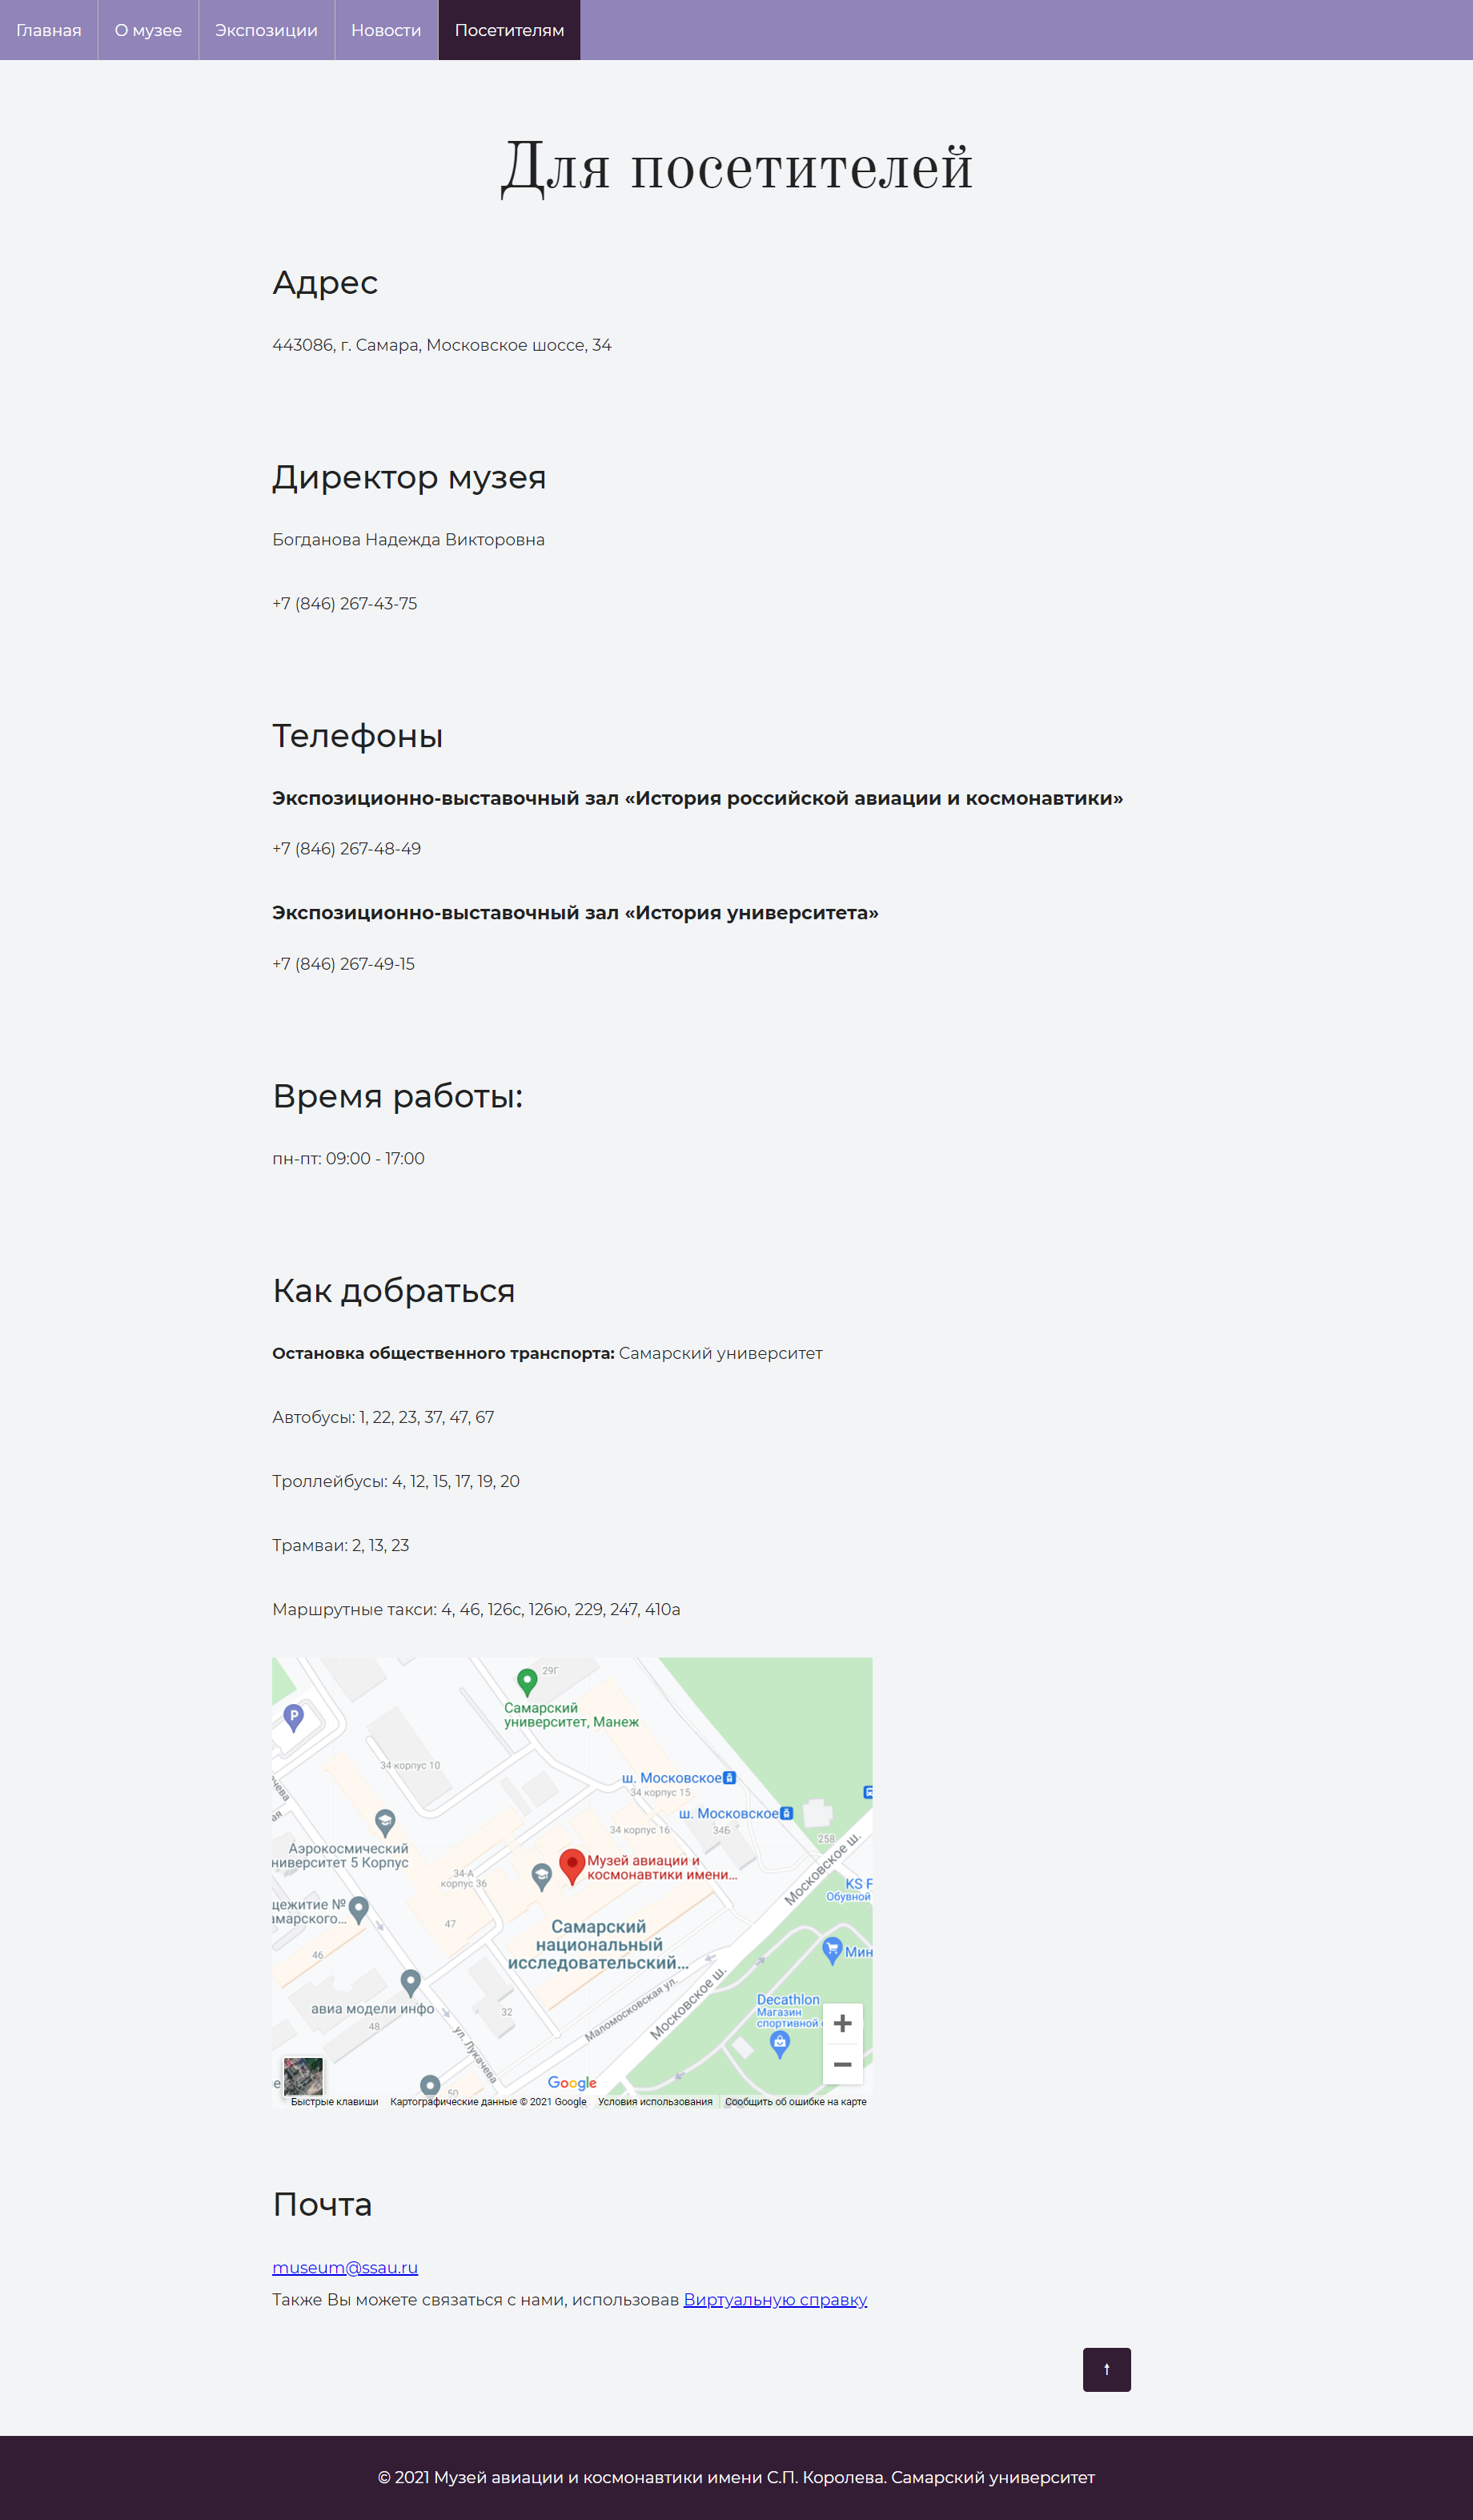 Главная
О музее
Экспозиции
Новости
Посетителям
Для посетителей
Адрес
443086, г. Самара, Московское шоссе, 34
Директор музея
Богданова Надежда Викторовна
+7 (846) 267-43-75
Телефоны
Экспозиционно-выставочный зал «История российской авиации и космонавтики»
+7 (846) 267-48-49
Экспозиционно-выставочный зал «История университета»
+7 (846) 267-49-15
Время работы:
пн-пт: 09:00 - 17:00
Как добраться
Остановка общественного транспорта: Самарский университет
Автобусы: 1, 22, 23, 37, 47, 67
Троллейбусы: 4, 12, 15, 17, 19, 20
Трамваи: 2, 13, 23
Маршрутные такси: 4, 46, 126с, 126ю, 229, 247, 410а
29Г
P
Самарский
университет, Манеж
34 корпус 10
ш. Московское
34 корпус 15
ш. Московское
34 корпус 16
34Б
258
Московское ш.
Аэрокосмический
ниверситет 5 Корпус
34-А
корпус 36
Музей авиации и
космонавтики имени...
KS F
Обувной
щежитие №
амарского...
47
Самарский
национальный
исследовательский...
46
Мин
авиа модели инфо
48
32
Маломосковская ул.
Московское ш.
Decathlon
Магазин
спортивной
ул. Лукачева
50
+
−
Google
Быстрые клавиши
Картографические данные © 2021 Google
Условия использования
Сообщить об ошибке на карте
Почта
museum@ssau.ru
Также Вы можете связаться с нами, использовав Виртуальную справку
↑
© 2021 Музей авиации и космонавтики имени С.П. Королева. Самарский университет